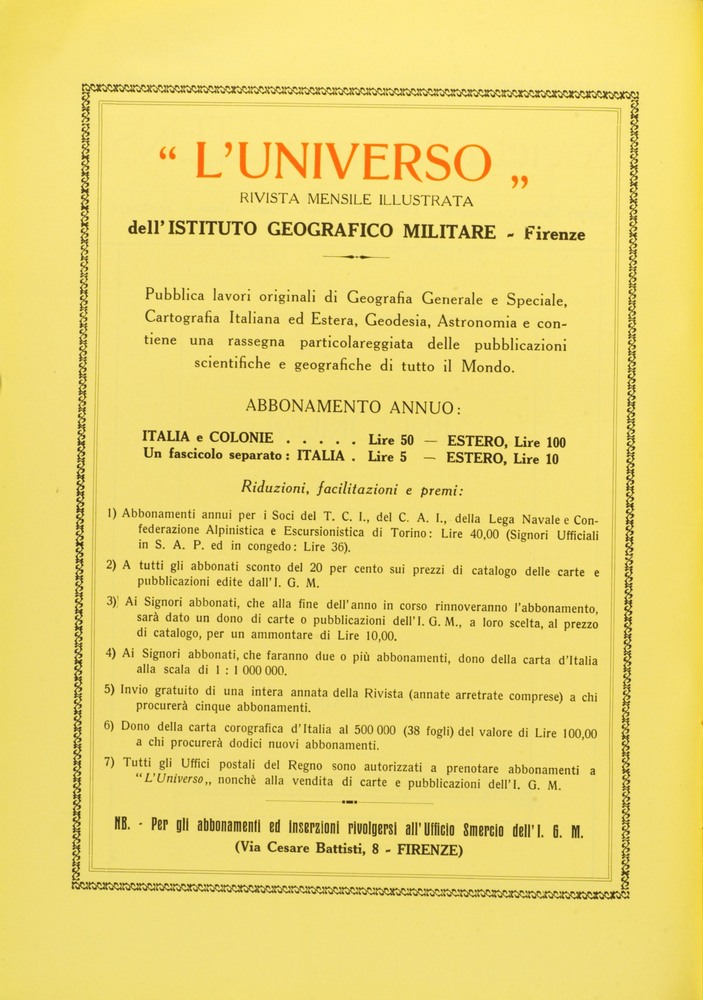 “ L'UNIVERSO „
RIVISTA MENSILE ILLUSTRATA
dell'ISTITUTO GEOGRAFICO MILITARE - Firenze
Pubblica lavori originali di Geografia Generale e Speciale,
Cartografia Italiana ed Estera, Geodesia, Astronomia e con-
tiene una rassegna particolareggiata delle pubblicazioni
scientifiche e geografiche di tutto il Mondo.
ABBONAMENTO ANNUO:
ITALIA e COLONIE . . . . . Lire 50 — ESTERO, Lire 100
Un fascicolo separato: ITALIA . Lire 5 — ESTERO, Lire 10
Riduzioni, facilitazioni e premi:
1) Abbonamenti annui per i Soci del T. C. I., del C. A. I., della Lega Navale e Con-
federazione Alpinistica e Escursionistica di Torino: Lire 40,00 (Signori Ufficiali
in S. A. P. ed in congedo: Lire 36).
2) A tutti gli abbonati sconto del 20 per cento sui prezzi di catalogo delle carte e
pubblicazioni edite dall'I. G. M.
3) Ai Signori abbonati, che alla fine dell'anno in corso rinnoveranno l'abbonamento,
sarà dato un dono di carte o pubblicazioni dell'I. G. M., a loro scelta, al prezzo
di catalogo, per un ammontare di Lire 10,00.
4) Ai Signori abbonati, che faranno due o più abbonamenti, dono della carta d'Italia
alla scala di 1 : 1 000 000.
5) Invio gratuito di una intera annata della Rivista (annate arretrate comprese) a chi
procurerà cinque abbonamenti.
6) Dono della carta corografica d'Italia al 500 000 (38 fogli) del valore di Lire 100,00
a chi procurerà dodici nuovi abbonamenti.
7) Tutti gli Uffici postali del Regno sono autorizzati a prenotare abbonamenti a
“L'Universo„ nonchè alla vendita di carte e pubblicazioni dell'I. G. M.
NB. - Per gli abbonamenti ed inserzioni rivolgersi all'Ufficio Smercio dell'I. G. M.
(Via Cesare Battisti, 8 - FIRENZE)